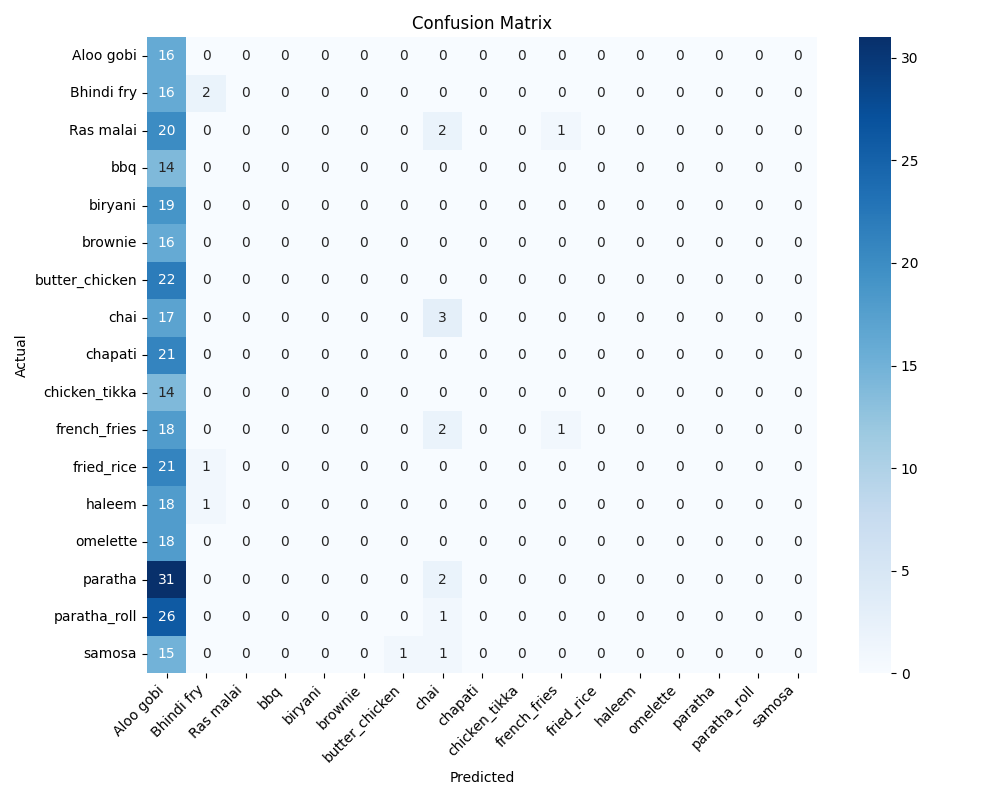 Confusion Matrix
Actual
Aloo gobi 16 0 0 0 0 0 0 0 0 0 0 0 0 0 0 0 0
Bhindi fry 16 2 0 0 0 0 0 0 0 0 0 0 0 0 0 0 0
Ras malai 20 0 0 0 0 0 0 2 0 0 1 0 0 0 0 0 0
bbq 14 0 0 0 0 0 0 0 0 0 0 0 0 0 0 0 0
biryani 19 0 0 0 0 0 0 0 0 0 0 0 0 0 0 0 0
brownie 16 0 0 0 0 0 0 0 0 0 0 0 0 0 0 0 0
butter_chicken 22 0 0 0 0 0 0 0 0 0 0 0 0 0 0 0 0
chai 17 0 0 0 0 0 0 3 0 0 0 0 0 0 0 0 0
chapati 21 0 0 0 0 0 0 0 0 0 0 0 0 0 0 0 0
chicken_tikka 14 0 0 0 0 0 0 0 0 0 0 0 0 0 0 0 0
french_fries 18 0 0 0 0 0 0 2 0 0 1 0 0 0 0 0 0
fried_rice 21 1 0 0 0 0 0 0 0 0 0 0 0 0 0 0 0
haleem 18 1 0 0 0 0 0 0 0 0 0 0 0 0 0 0 0
omelette 18 0 0 0 0 0 0 0 0 0 0 0 0 0 0 0 0
paratha 31 0 0 0 0 0 0 2 0 0 0 0 0 0 0 0 0
paratha_roll 26 0 0 0 0 0 0 1 0 0 0 0 0 0 0 0 0
samosa 15 0 0 0 0 0 1 1 0 0 0 0 0 0 0 0 0
Aloo gobi
Bhindi fry
Ras malai
bbq
biryani
brownie
butter_chicken
chai
chapati
chicken_tikka
french_fries
fried_rice
haleem
omelette
paratha
paratha_roll
samosa
Predicted
30
25
20
15
10
5
0